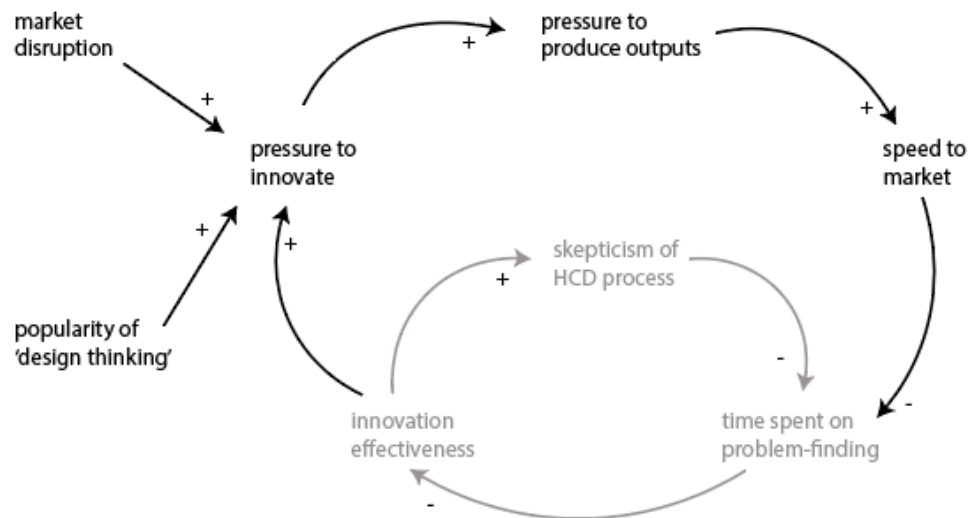 market
disruption
+
pressure to
produce outputs
+
+
pressure to
innovate
speed to
market
+
+
skepticism of
HCD process
+
popularity of
‘design thinking’
-
-
innovation
effectiveness
time spent on
problem-finding
-